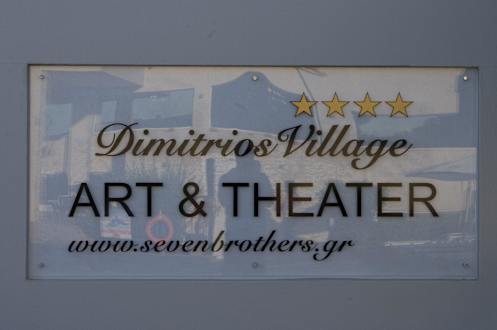 Dimitrios Village
ART & THEATER
www.sevenbrothers.gr